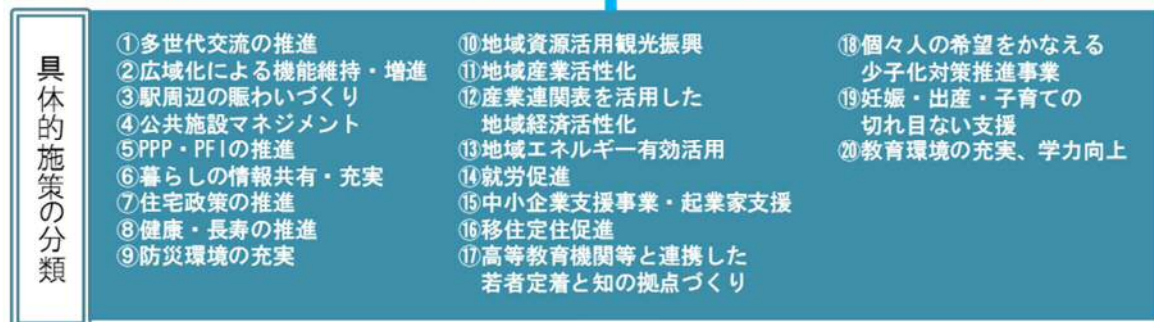 具体的施策の分類
①多世代交流の推進
②広域化による機能維持・増進
③駅周辺の賑わいづくり
④公共施設マネジメント
⑤PPP・PFIの推進
⑥暮らしの情報共有・充実
⑦住宅政策の推進
⑧健康・長寿の推進
⑨防災環境の充実
⑩地域資源活用観光振興
⑪地域産業活性化
⑫産業連関表を活用した
地域経済活性化
⑬地域エネルギー有効活用
⑭就労促進
⑮中小企業支援事業・起業家支援
⑯移住定住促進
⑰高等教育機関等と連携した
若者定着と知の拠点づくり
⑱個々人の希望をかなえる
少子化対策推進事業
⑲妊娠・出産・子育ての
切れ目ない支援
⑳教育環境の充実、学力向上